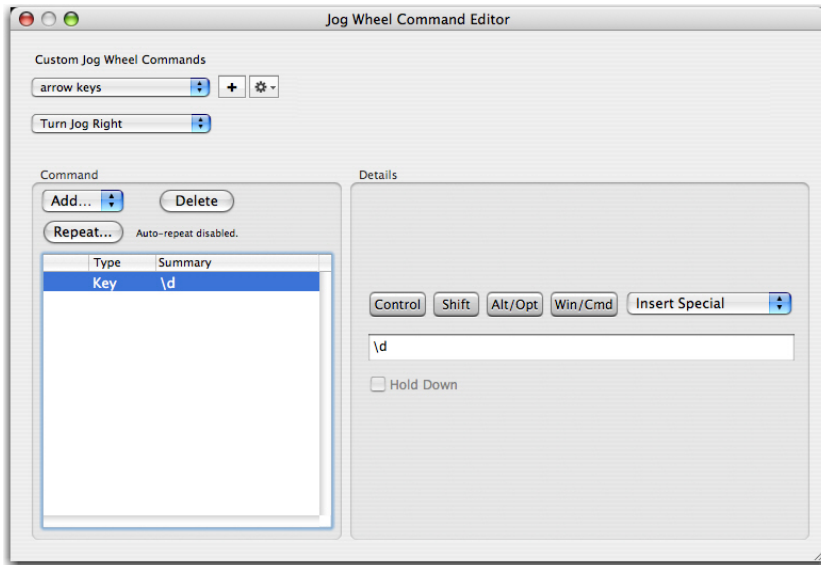 Jog Wheel Command Editor
Custom Jog Wheel Commands
arrow keys
+
Turn Jog Right
Command
Details
Add...
Delete
Repeat...
Auto-repeat disabled.
Type Summary
Key \d
Control Shift Alt/Opt Win/Cmd Insert Special
\d
Hold Down